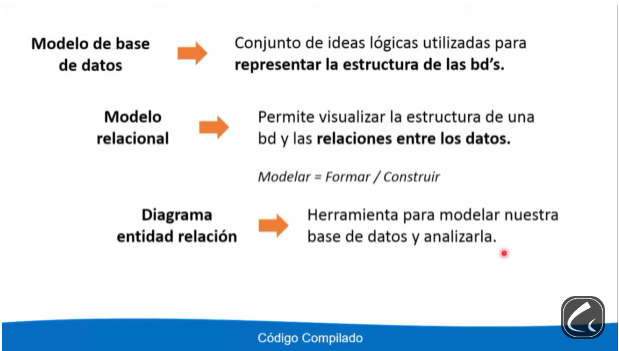 Modelo de base
de datos
Conjunto de ideas lógicas utilizadas para
representar la estructura de las bd's.
Modelo
relacional
Permite visualizar la estructura de una
bd y las relaciones entre los datos.
Modelar = Formar / Construir
Diagrama
entidad relación
Herramienta para modelar nuestra
base de datos y analizarla.
Código Compilado